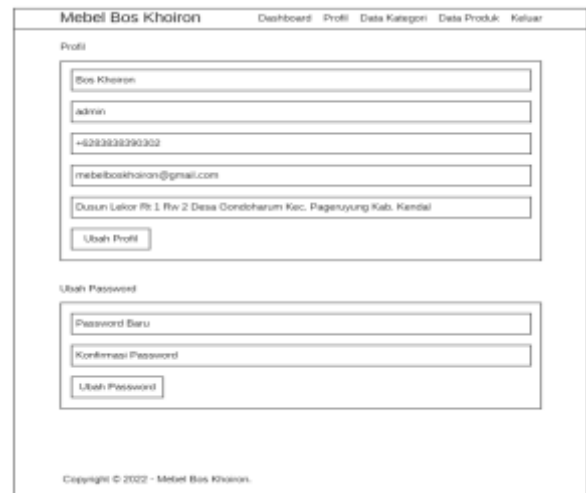 Mebel Bos Khoiron Dashboard Profil Data Kategori Data Produk Keluar
Profil
Bos Khoiron
admin
+6283838390302
mebelboskhoiron@gmail.com
Dusun Lekor Rt 1 Rw 2 Desa Gondoharum Kec. Pageruyung Kab. Kendal
Ubah Profil
Ubah Password
Password Baru
Konfirmasi Password
Ubah Password
Copyright © 2022 - Mebel Bos Khoiron.